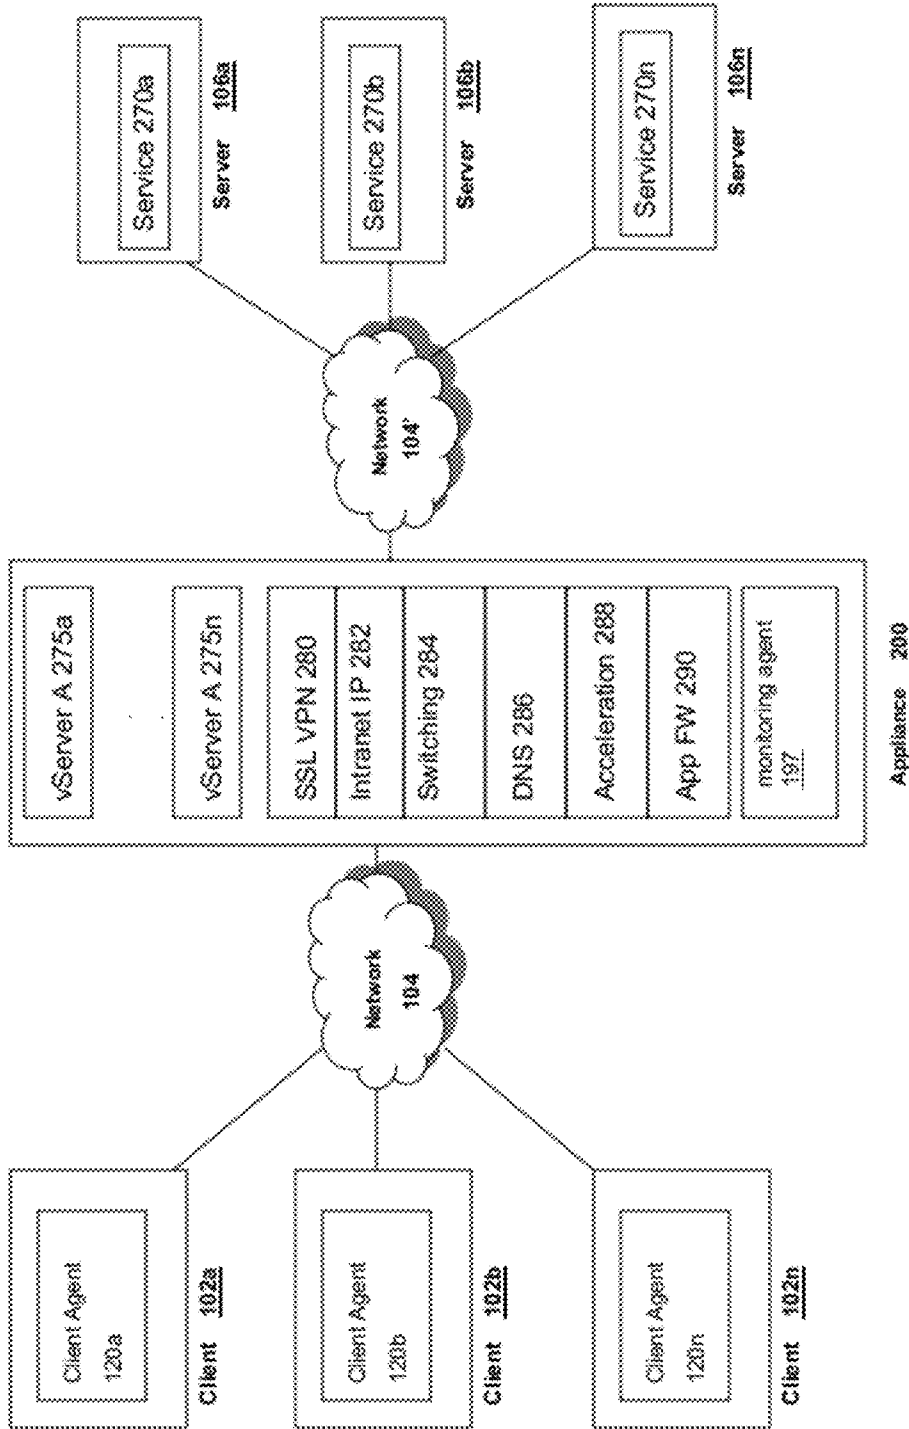 Client Agent
120a
Client 102a
Client Agent
120b
Client 102b
Client Agent
120n
Client 102n
Network
104
vServer A 275a
vServer A 275n
SSL VPN 280
Intranet IP 282
Switching 284
DNS 286
Acceleration 288
App FW 290
monitoring agent
197
Appliance 200
Network
104'
Service 270a
Server 106a
Service 270b
Server 106b
Service 270n
Server 106n